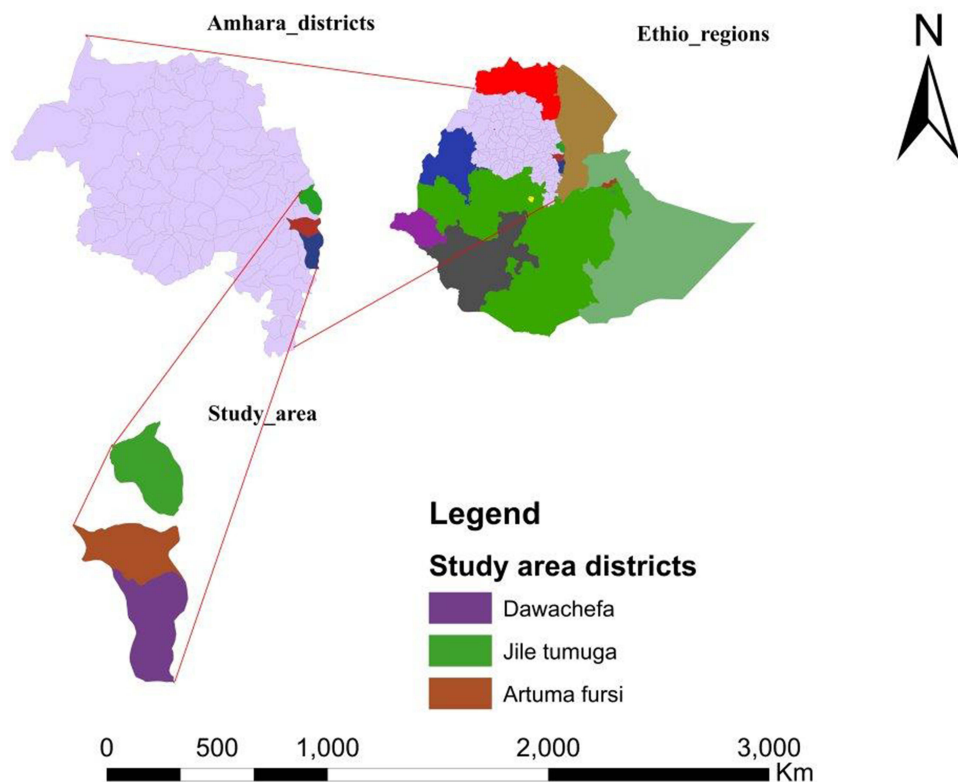 Amhara_districts
Ethio_regions
N
Study_area
Legend
Study area districts
Dawachefa
Jile tumuga
Artuma fursi
0 500 1,000 2,000 3,000
Km